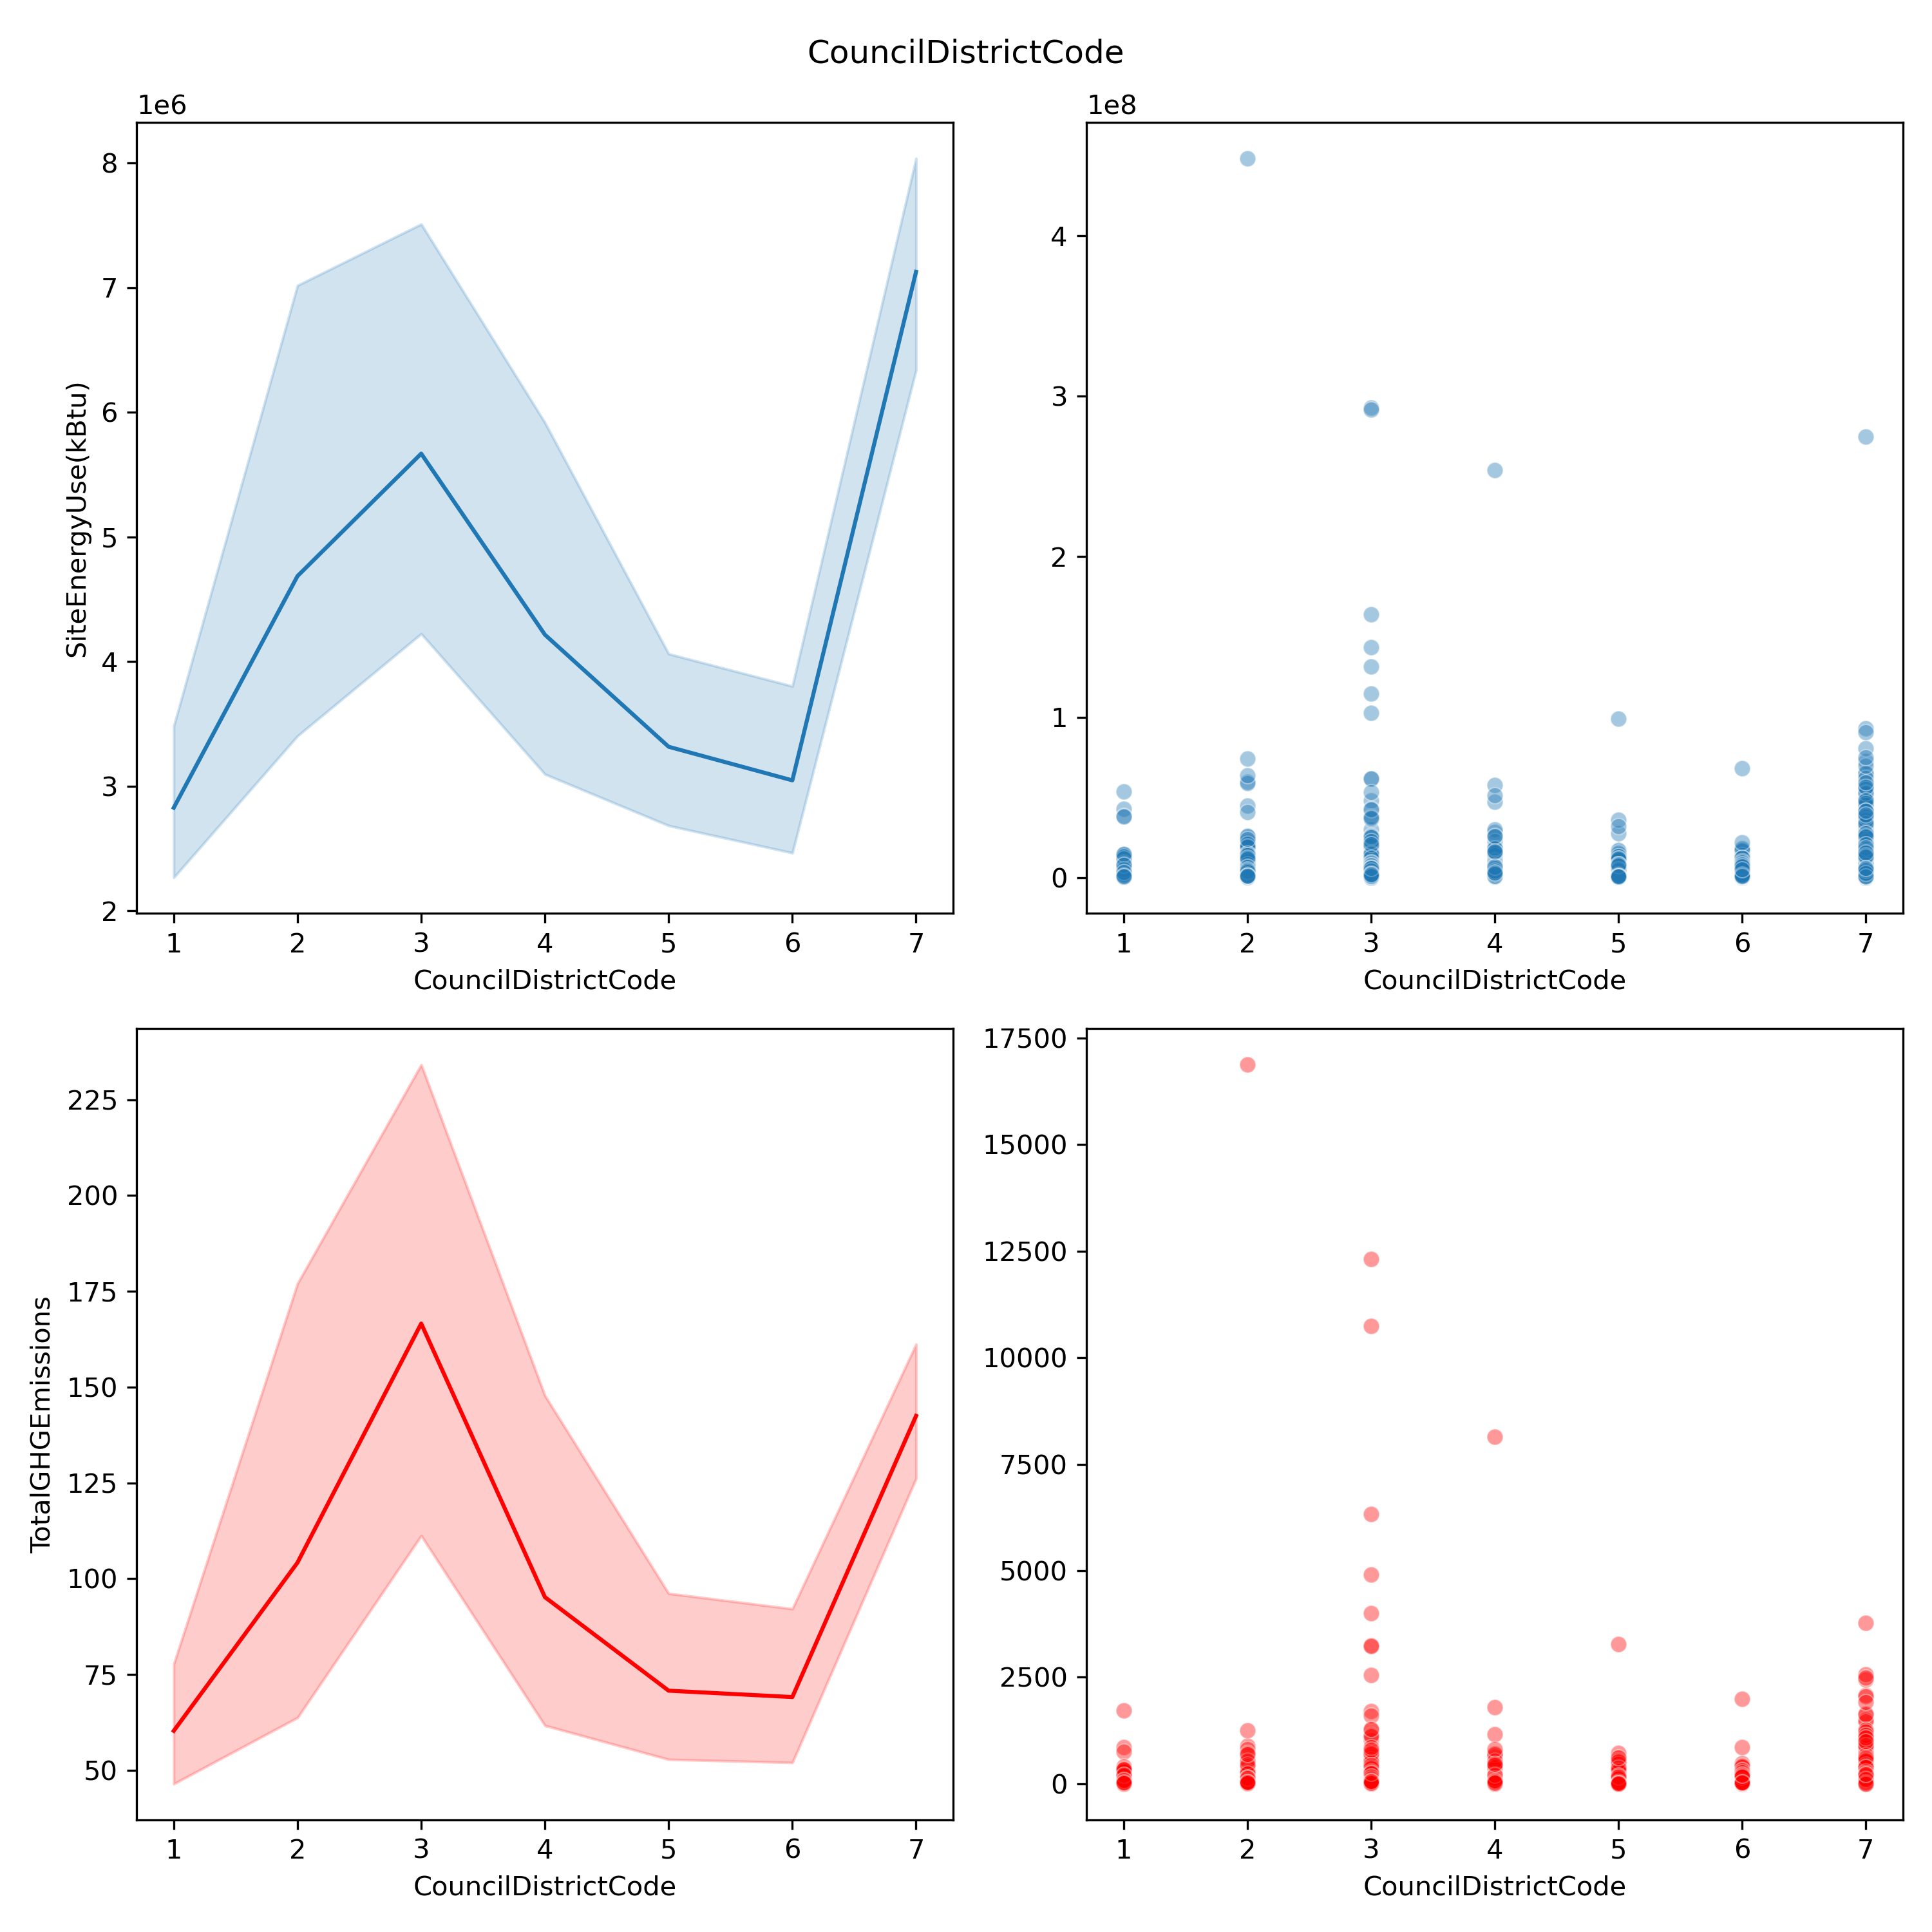 CouncilDistrictCode
1e6
8
7
6
5
4
3
2
SiteEnergyUse(kBtu)
1 2 3 4 5 6 7
CouncilDistrictCode
1e8
4
3
2
1
0
1 2 3 4 5 6 7
CouncilDistrictCode
225
200
175
150
125
100
75
50
TotalGHGEmissions
1 2 3 4 5 6 7
CouncilDistrictCode
17500
15000
12500
10000
7500
5000
2500
0
1 2 3 4 5 6 7
CouncilDistrictCode